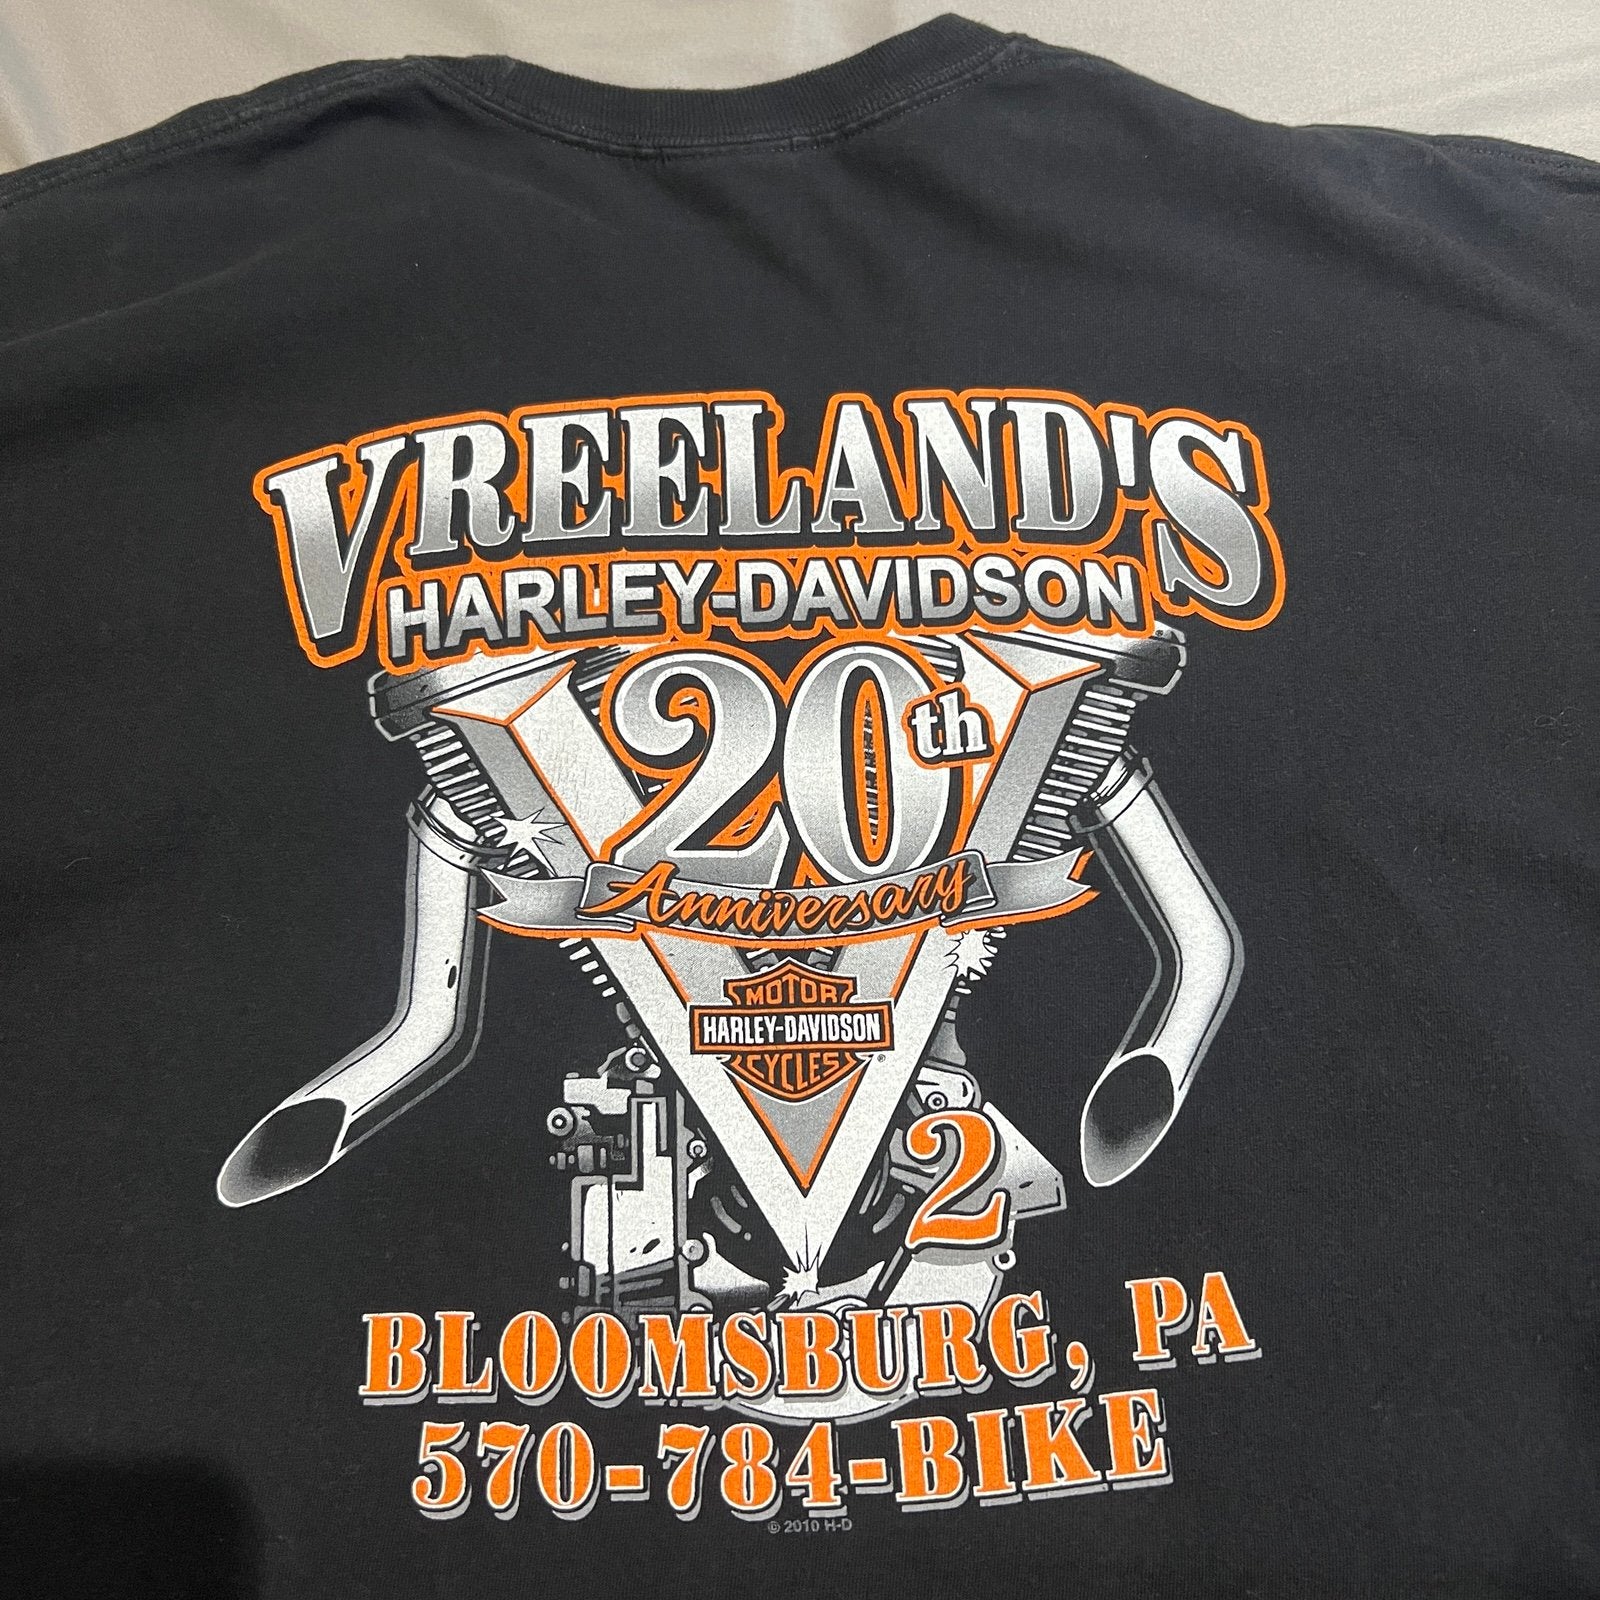 VREELAND'S
HARLEY-DAVIDSON
20th
Anniversary
MOTOR
HARLEY-DAVIDSON
CYCLES
®
2
BLOOMSBURG, PA
570-784-BIKE
© 2010 H-D